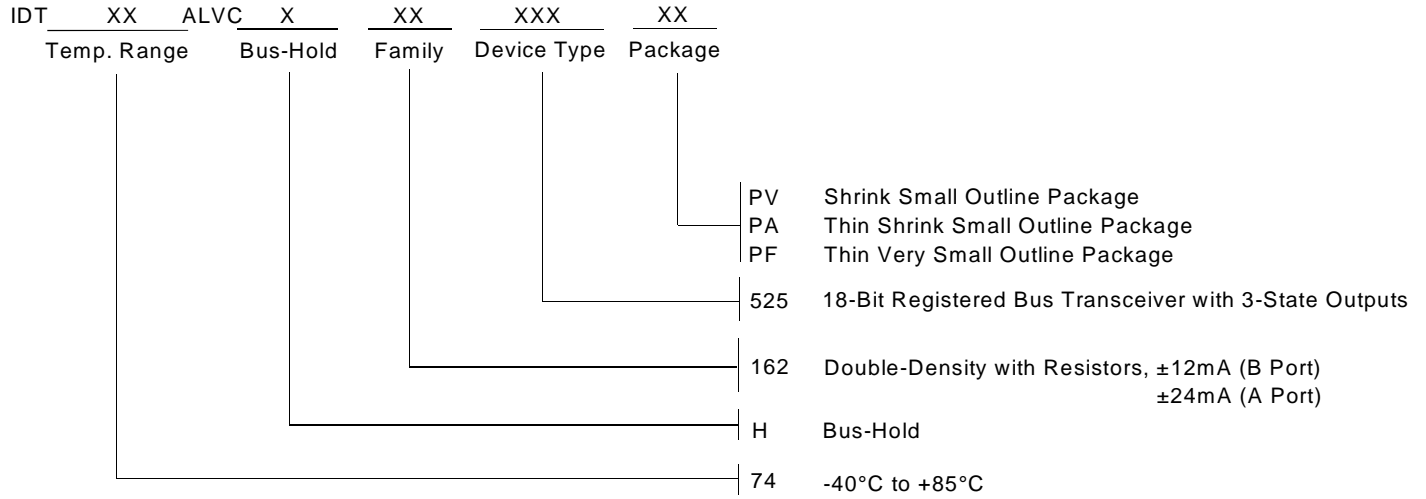 IDT XX ALVC X XX XXX XX
Temp. Range Bus-Hold Family Device Type Package
PV Shrink Small Outline Package
PA Thin Shrink Small Outline Package
PF Thin Very Small Outline Package
525 18-Bit Registered Bus Transceiver with 3-State Outputs
162 Double-Density with Resistors, ±12mA (B Port)
±24mA (A Port)
H Bus-Hold
74 -40°C to +85°C